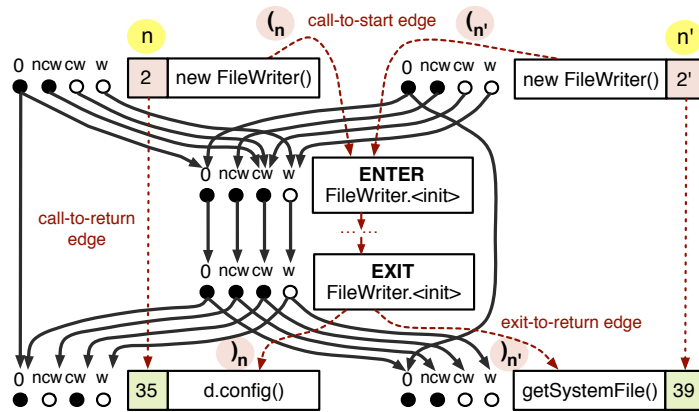 n
(n
call-to-start edge
(n'
n'
0 ncw cw w
2 new FileWriter()
0 ncw cw w
new FileWriter() 2'
0 ncw cw w
ENTER
FileWriter.<init>
call-to-return
edge
... ...
0 ncw cw w
EXIT
FileWriter.<init>
exit-to-return edge
)n
)n'
0 ncw cw w
35 d.config()
0 ncw cw w
getSystemFile() 39